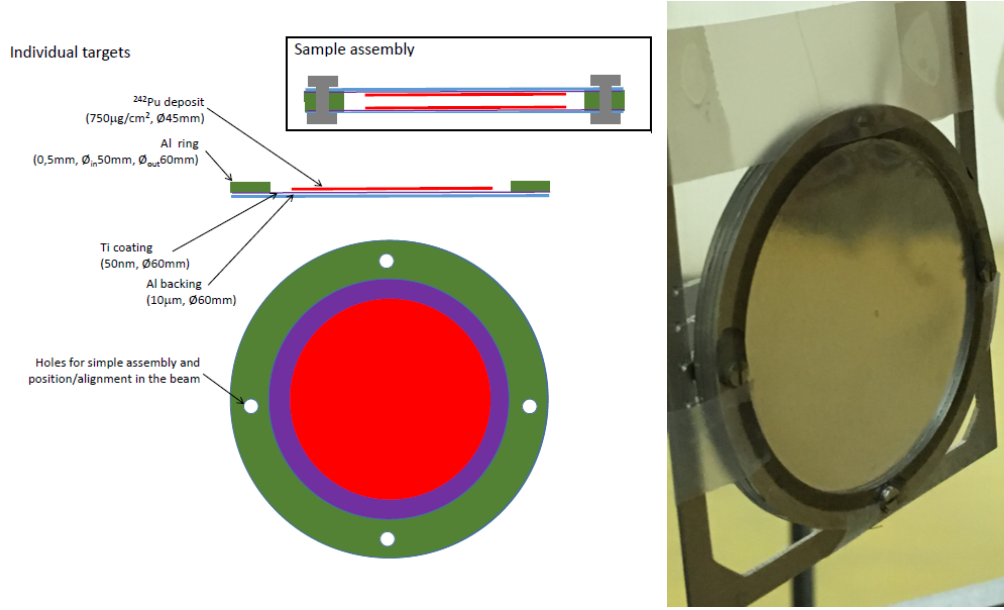 Individual targets
Sample assembly
²⁴²Pu deposit
(750µg/cm², Ø45mm)
Al ring
(0,5mm, Øᵢₙ50mm, Øₒᵤₜ60mm)
Ti coating
(50nm, Ø60mm)
Al backing
(10µm, Ø60mm)
Holes for simple assembly and
position/alignment in the beam